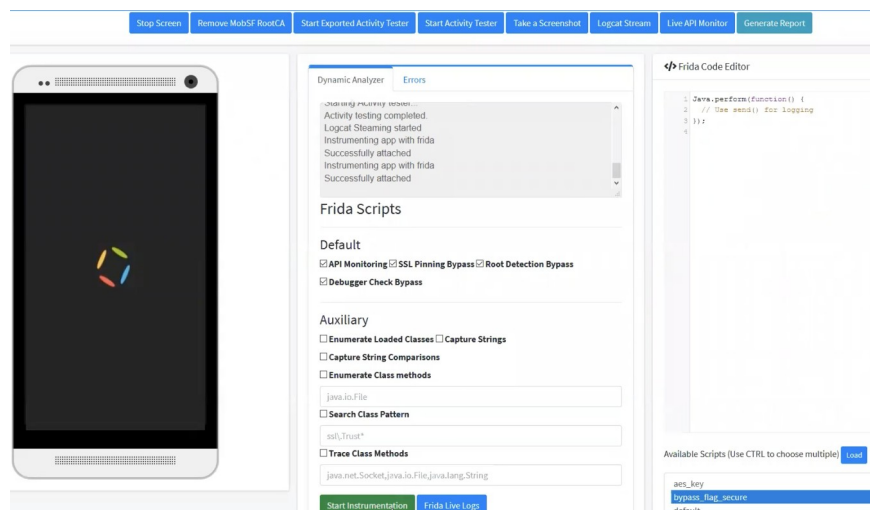 Stop Screen Remove MobSF RootCA Start Exported Activity Tester Start Activity Tester Take a Screenshot Logcat Stream Live API Monitor Generate Report
Dynamic Analyzer Errors
Starting Activity tester...
Activity testing completed.
Logcat Steaming started
Instrumenting app with frida
Successfully attached
Instrumenting app with frida
Successfully attached
Frida Scripts
Default
API Monitoring SSL Pinning Bypass Root Detection Bypass
Debugger Check Bypass
Auxiliary
Enumerate Loaded Classes Capture Strings
Capture String Comparisons
Enumerate Class methods
java.io.File
Search Class Pattern
ssl\.Trust*
Trace Class Methods
java.net.Socket,java.io.File,java.lang.String
Start Instrumentation Frida Live Logs
</> Frida Code Editor
1 Java.perform(function() {
2 // Use send() for logging
3 });
4
Available Scripts (Use CTRL to choose multiple) Load
aes_key
bypass_flag_secure
default